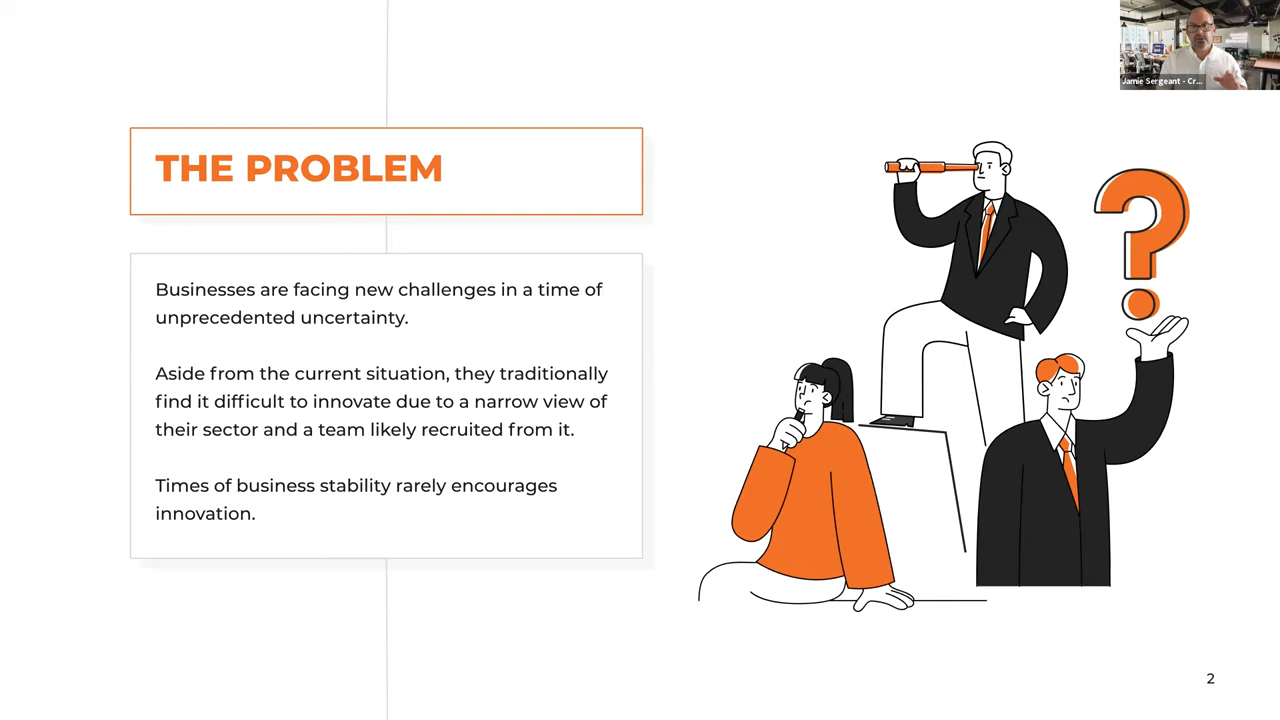 Jamie Sergeant - Cr...
THE PROBLEM
Businesses are facing new challenges in a time of
unprecedented uncertainty.
Aside from the current situation, they traditionally
find it difficult to innovate due to a narrow view of
their sector and a team likely recruited from it.
Times of business stability rarely encourages
innovation.
2